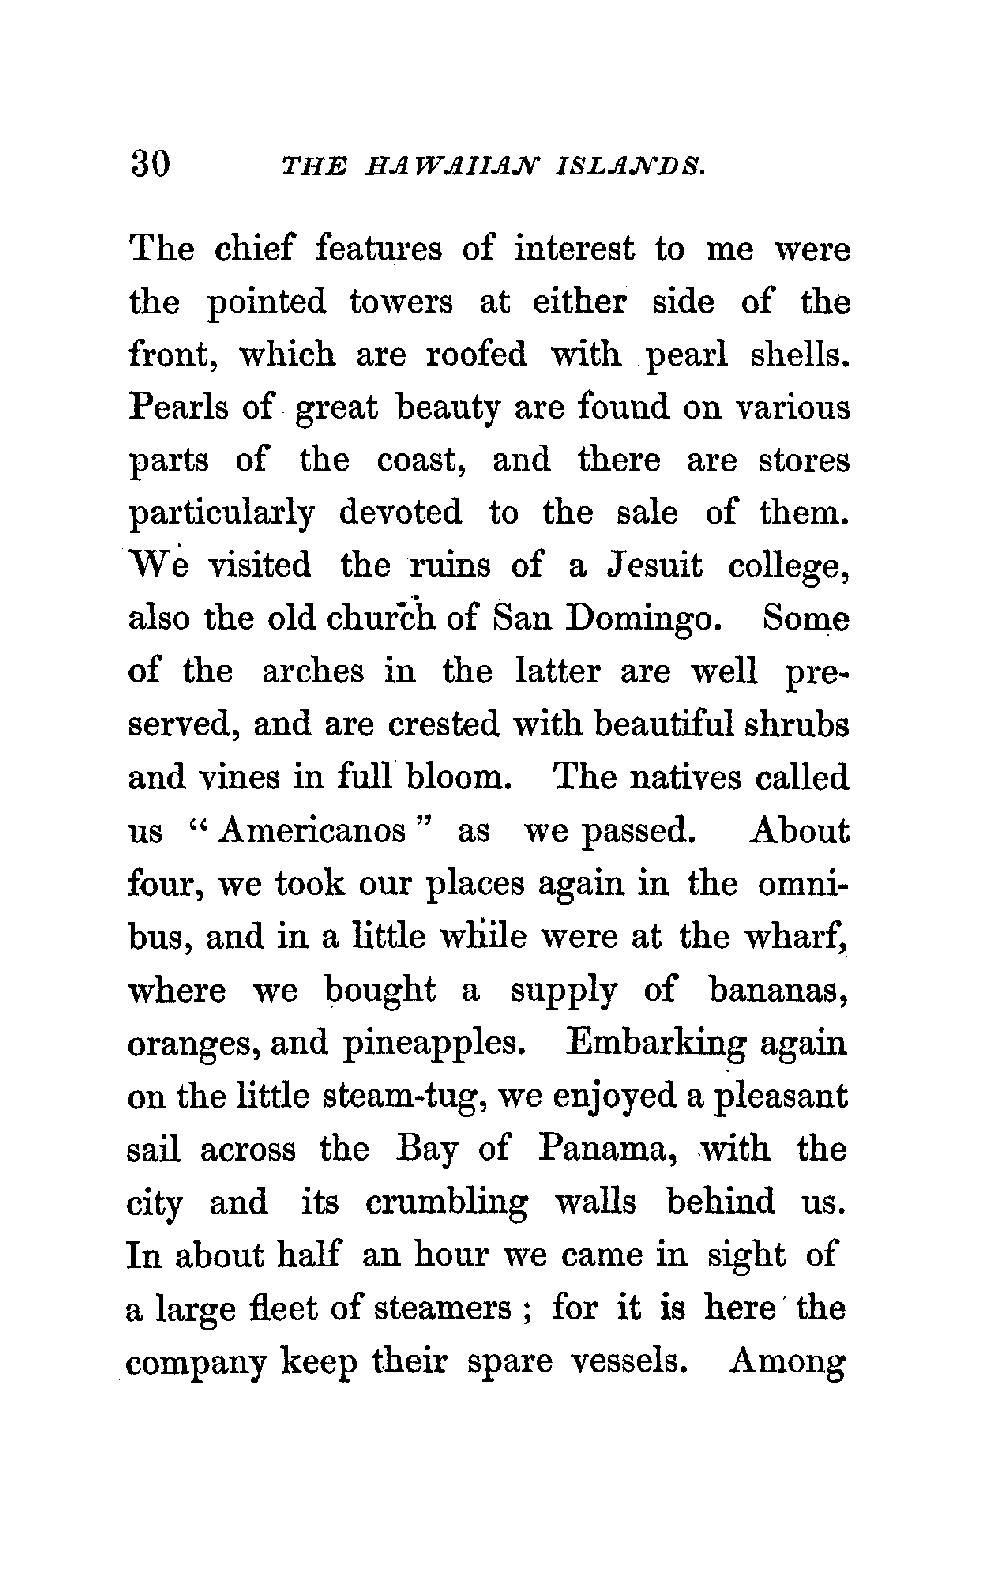 30 THE HAWAIIAN ISLANDS.
The chief features of interest to me were
the pointed towers at either side of the
front, which are roofed with pearl shells.
Pearls of great beauty are found on various
parts of the coast, and there are stores
particularly devoted to the sale of them.
We visited the ruins of a Jesuit college,
also the old church of San Domingo. Some
of the arches in the latter are well pre-
served, and are crested with beautiful shrubs
and vines in full bloom. The natives called
us “Americanos” as we passed. About
four, we took our places again in the omni-
bus, and in a little while were at the wharf,
where we bought a supply of bananas,
oranges, and pineapples. Embarking again
on the little steam-tug, we enjoyed a pleasant
sail across the Bay of Panama, with the
city and its crumbling walls behind us.
In about half an hour we came in sight of
a large fleet of steamers ; for it is here the
company keep their spare vessels. Among